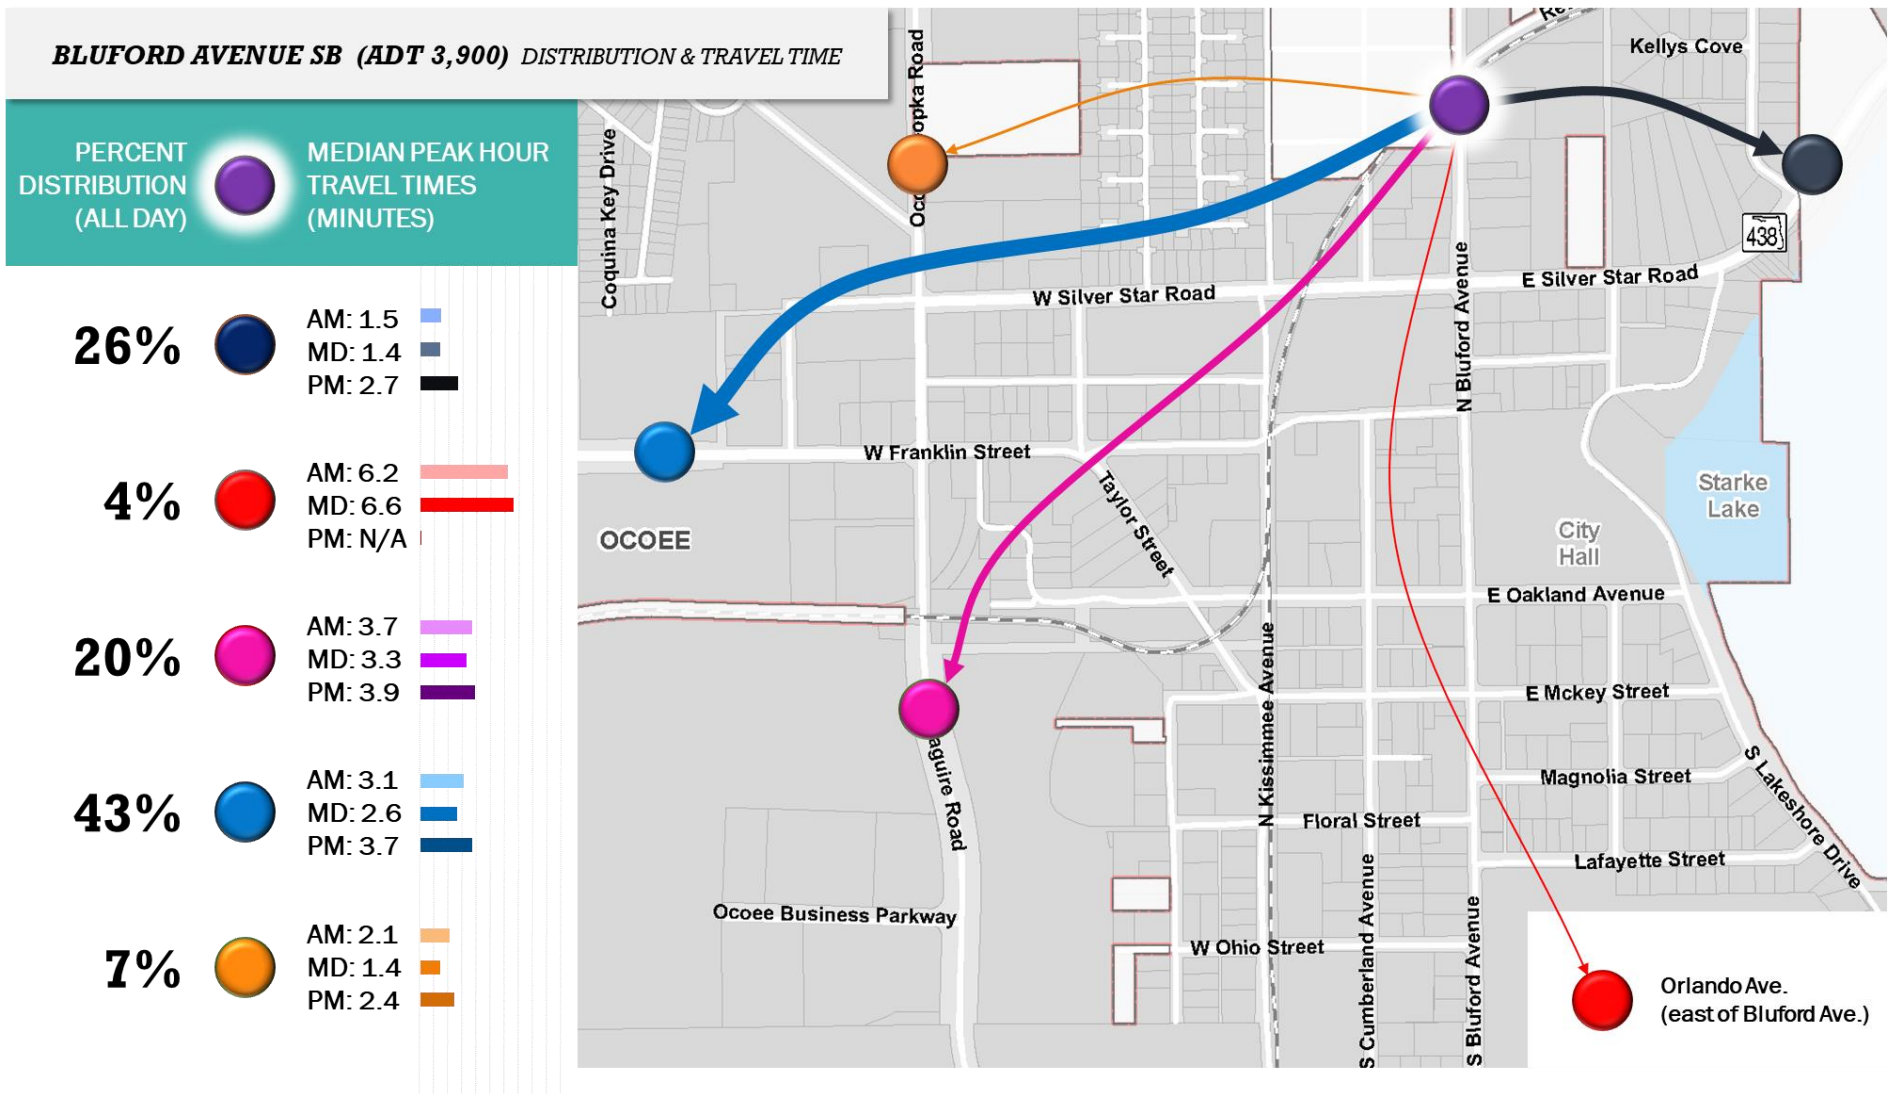 BLUFORD AVENUE SB (ADT 3,900) DISTRIBUTION & TRAVEL TIME
PERCENT
DISTRIBUTION
(ALL DAY)
MEDIAN PEAK HOUR
TRAVEL TIMES
(MINUTES)
26%
AM: 1.5
MD: 1.4
PM: 2.7
4%
AM: 6.2
MD: 6.6
PM: N/A
20%
AM: 3.7
MD: 3.3
PM: 3.9
43%
AM: 3.1
MD: 2.6
PM: 3.7
7%
AM: 2.1
MD: 1.4
PM: 2.4
Kellys Cove
Coquina Key Drive
opka Road
438
E Silver Star Road
W Silver Star Road
N Bluford Avenue
W Franklin Street
Taylor Street
OCOEE
Starke
Lake
City
Hall
E Oakland Avenue
N Kissimmee Avenue
E Mckey Street
aguire Road
Magnolia Street
S Lakeshore Drive
Floral Street
Lafayette Street
Ocoee Business Parkway
W Ohio Street
S Cumberland Avenue
S Bluford Avenue
Orlando Ave.
(east of Bluford Ave.)